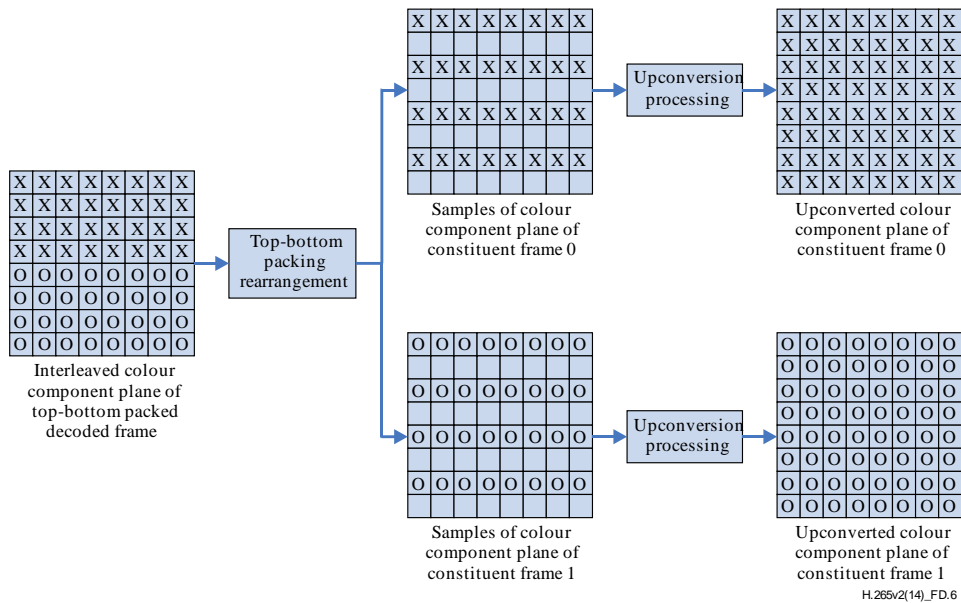 X X X X X X X X
X X X X X X X X
X X X X X X X X
X X X X X X X X
O O O O O O O O
O O O O O O O O
O O O O O O O O
O O O O O O O O
Interleaved colour
component plane of
top-bottom packed
decoded frame
Top-bottom
packing
rearrangement
X X X X X X X X
X X X X X X X X
X X X X X X X X
X X X X X X X X
Samples of colour
component plane of
constituent frame 0
Upconversion
processing
X X X X X X X X
X X X X X X X X
X X X X X X X X
X X X X X X X X
X X X X X X X X
X X X X X X X X
X X X X X X X X
X X X X X X X X
Upconverted colour
component plane of
constituent frame 0
O O O O O O O O
O O O O O O O O
O O O O O O O O
O O O O O O O O
Samples of colour
component plane of
constituent frame 1
Upconversion
processing
O O O O O O O O
O O O O O O O O
O O O O O O O O
O O O O O O O O
O O O O O O O O
O O O O O O O O
O O O O O O O O
O O O O O O O O
Upconverted colour
component plane of
constituent frame 1
H.265v2(14)_FD.6